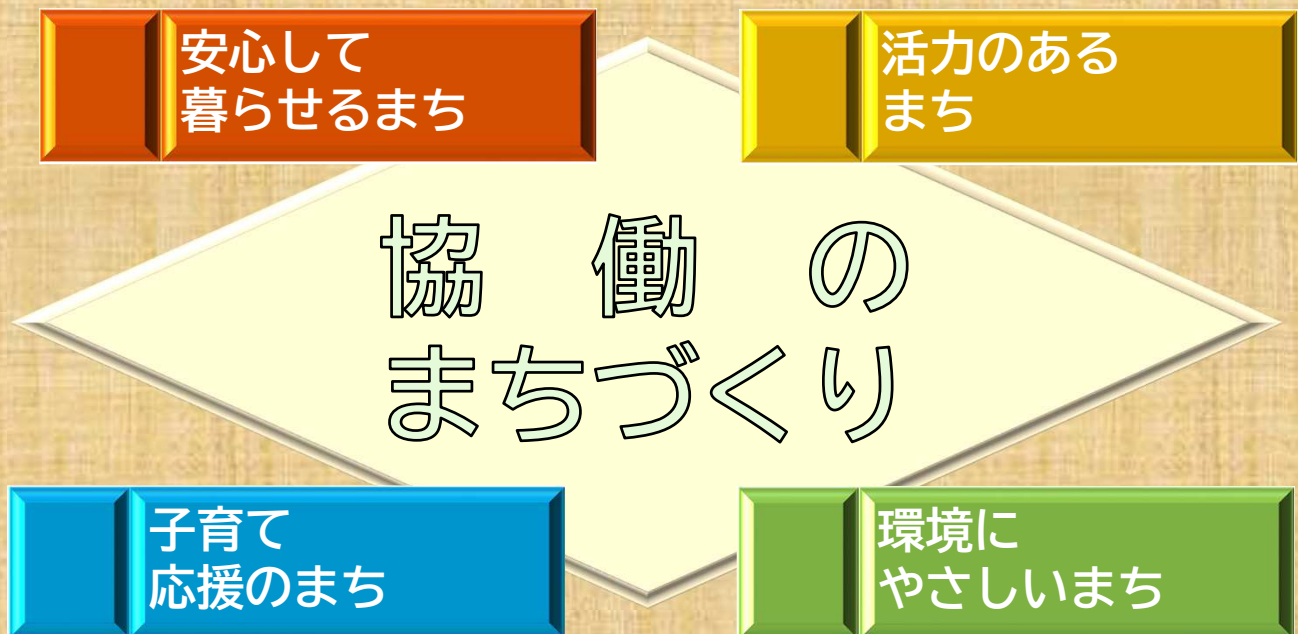 安心して
暮らせるまち
活力のある
まち
協働の
まちづくり
子育て
応援のまち
環境に
やさしいまち